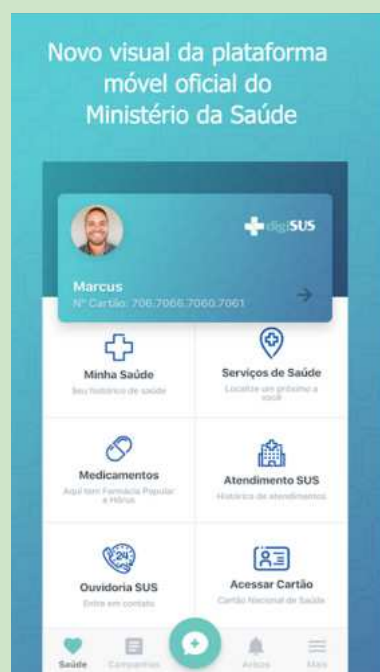 Novo visual da plataforma
móvel oficial do
Ministério da Saúde
digiSUS
Marcus
Nº Cartão: 706.7066.7060.7061
Minha Saúde
Seu histórico de saúde
Serviços de Saúde
Localize um próximo a
você
Medicamentos
Aqui tem Farmácia Popular
e Hórus
Atendimento SUS
Histórico de atendimentos
24
Ouvidoria SUS
Entre em contato
Acessar Cartão
Cartão Nacional de Saúde
Saúde
Campanhas
Avisos
Mais